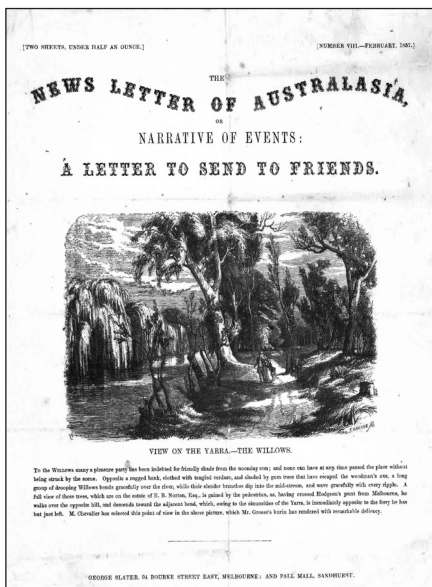 [TWO SHEETS, UNDER HALF AN OUNCE.]
[NUMBER VIII.—FEBRUARY, 1857.]
THE
NEWS LETTER OF AUSTRALASIA,
OR
NARRATIVE OF EVENTS:
A LETTER TO SEND TO FRIENDS.
VIEW ON THE YARRA.—THE WILLOWS.
To the Willows many a pleasure party has been indebted for friendly shade from the noonday sun; and none can have at any time passed the place without
being struck by the scene. Opposite a rugged bank, clothed with tangled verdure, and shaded by gum trees that have escaped the woodman's axe, a long
group of drooping Willows bends gracefully over the river, while their slender branches dip into the mid-stream, and wave gracefully with every ripple. A
full view of these trees, which are on the estate of E. B. Norton, Esq., is gained by the pedestrian, as, having crossed Hodgson's punt from Melbourne, he
walks over the opposite hill, and descends toward the adjacent bend, which, owing to the sinuosities of the Yarra, is immediately opposite to the ferry he has
but just left. M. Chevalier has selected this point of view in the above picture, which Mr. Grosse's burin has rendered with remarkable delicacy.
GEORGE SLATER, 94 BOURKE STREET EAST, MELBOURNE; AND PALL MALL, SANDHURST.